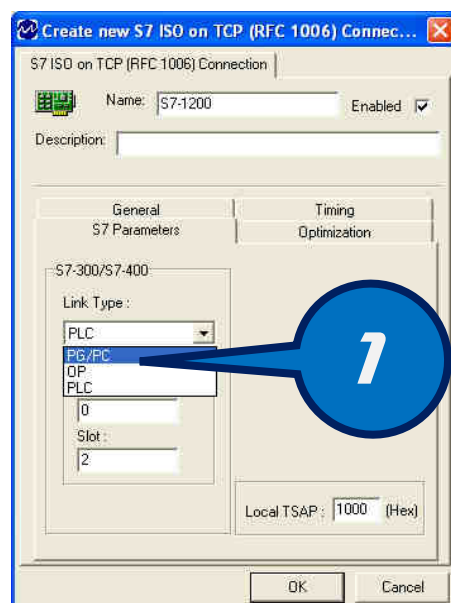 Create new S7 ISO on TCP (RFC 1006) Connec...
S7 ISO on TCP (RFC 1006) Connection
Name: S7-1200
Enabled
Description:
General
Timing
S7 Parameters
Optimization
S7-300/S7-400
Link Type :
PLC
PG/PC
OP
PLC
0
Slot :
2
7
Local TSAP : 1000 (Hex)
OK
Cancel